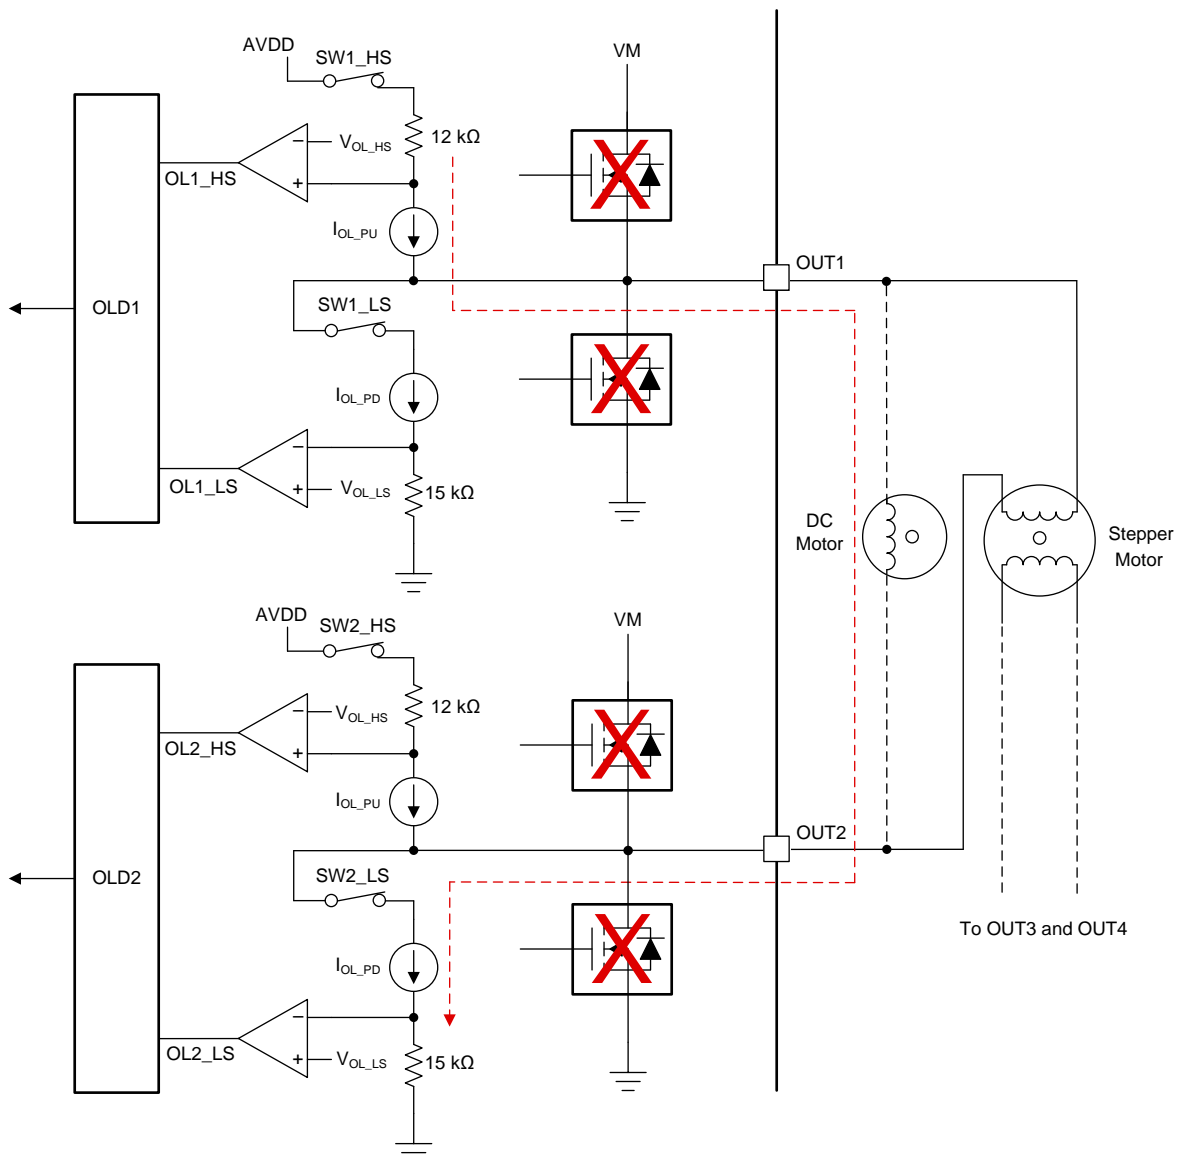 AVDD
SW1_HS
VM
12 kΩ
VOL_HS
OL1_HS
IOL_PU
OUT1
SW1_LS
OLD1
IOL_PD
OL1_LS
VOL_LS
15 kΩ
DC
Motor
Stepper
Motor
AVDD
SW2_HS
VM
12 kΩ
VOL_HS
OL2_HS
IOL_PU
OUT2
SW2_LS
OLD2
To OUT3 and OUT4
IOL_PD
OL2_LS
VOL_LS
15 kΩ